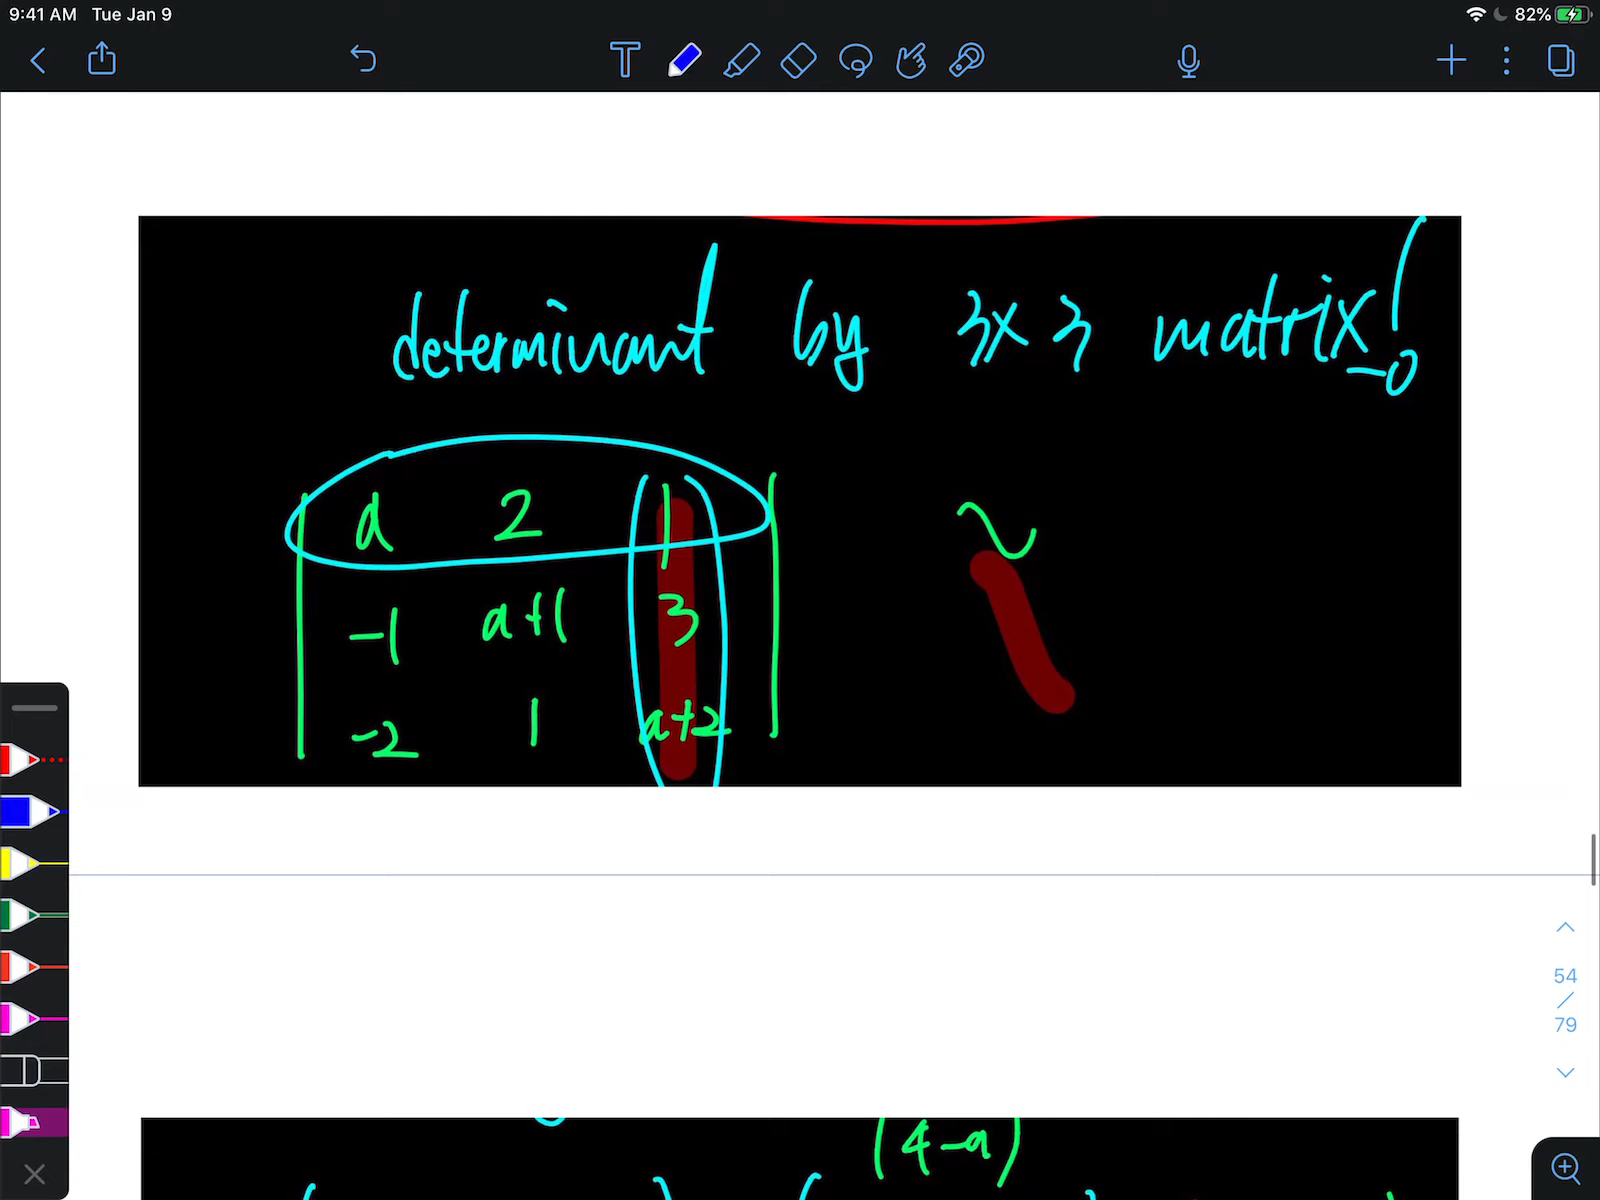 9:41 AM Tue Jan 9
82%
determinant by 3x3 matrix!
a 2 1
-1 a+1 3
-2 1 a+2
54
/
79
(4-a)